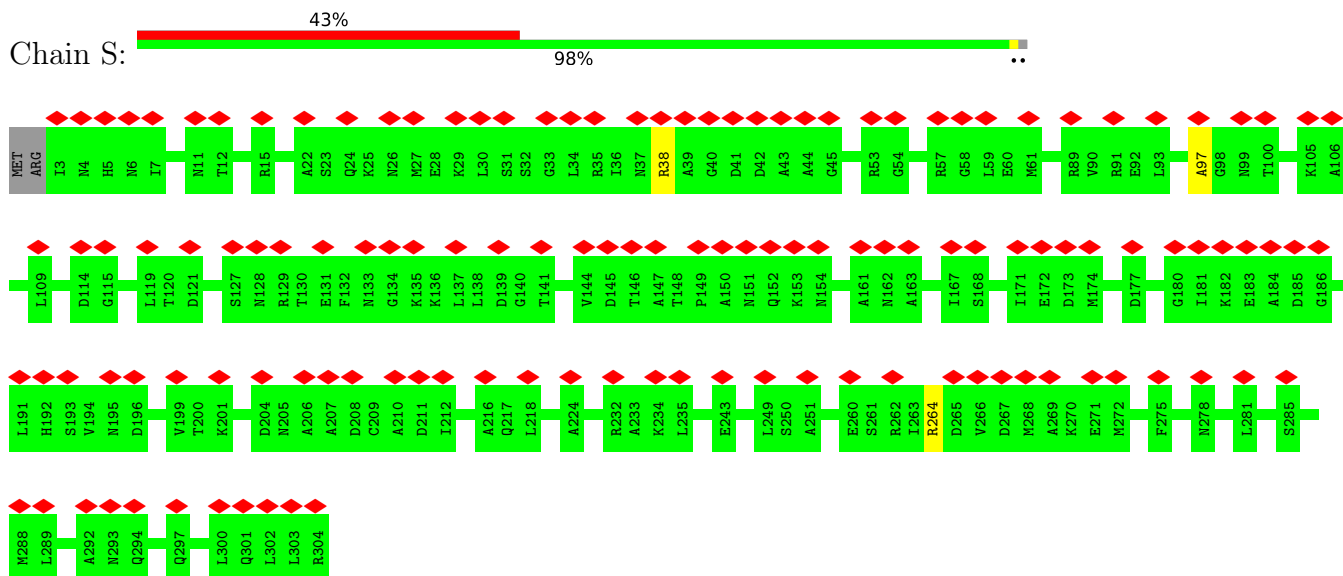 43%
Chain S:
98%
••
MET ARG I3 N4 H5 N6 I7 N11 T12 R15 A22 S23 Q24 K25 N26 M27 E28 K29 L30 S31 S32 G33 L34 R35 I36 N37 R38 A39 G40 D41 D42 A43 A44 G45 R53 G54 R57 G58 L59 E60 M61 R89 V90 R91 E92 L93 A97 G98 N99 T100 K105 A106
L109 D114 G115 L119 T120 D121 S127 N128 R129 T130 E131 F132 N133 G134 K135 K136 L137 L138 D139 G140 T141 V144 D145 T146 A147 T148 P149 A150 N151 Q152 K153 N154 A161 N162 A163 I167 S168 I171 E172 D173 M174 D177 G180 I181 K182 E183 A184 D185 G186
L191 H192 S193 V194 N195 D196 V199 T200 K201 D204 N205 A206 A207 D208 C209 A210 D211 I212 A216 Q217 L218 A224 R232 A233 K234 L235 E243 L249 S250 A251 E260 S261 R262 I263 R264 D265 V266 D267 M268 A269 K270 E271 M272 F275 N278 L281 S285
M288 L289 A292 N293 Q294 Q297 L300 Q301 L302 L303 R304